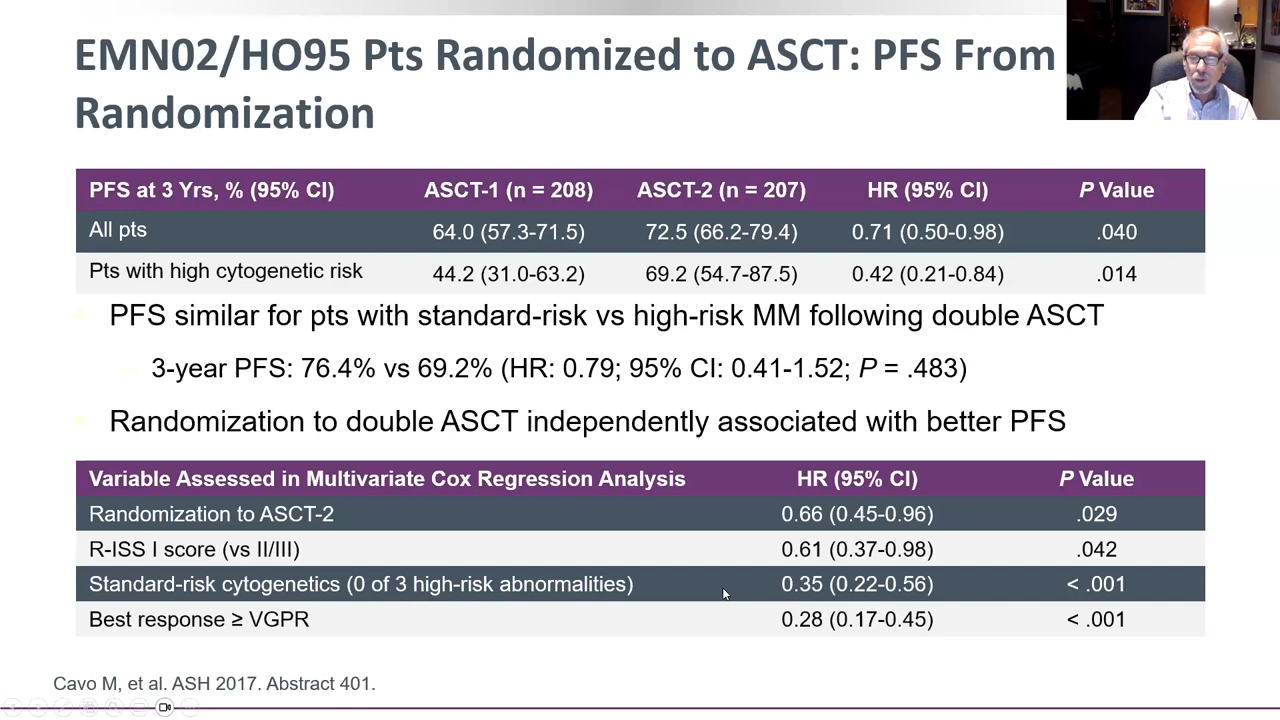 EMN02/HO95 Pts Randomized to ASCT: PFS From
Randomization
PFS at 3 Yrs, % (95% CI) ASCT-1 (n = 208) ASCT-2 (n = 207) HR (95% CI) P Value
All pts 64.0 (57.3-71.5) 72.5 (66.2-79.4) 0.71 (0.50-0.98) .040
Pts with high cytogenetic risk 44.2 (31.0-63.2) 69.2 (54.7-87.5) 0.42 (0.21-0.84) .014
PFS similar for pts with standard-risk vs high-risk MM following double ASCT
3-year PFS: 76.4% vs 69.2% (HR: 0.79; 95% CI: 0.41-1.52; P = .483)
Randomization to double ASCT independently associated with better PFS
Variable Assessed in Multivariate Cox Regression Analysis HR (95% CI) P Value
Randomization to ASCT-2 0.66 (0.45-0.96) .029
R-ISS I score (vs II/III) 0.61 (0.37-0.98) .042
Standard-risk cytogenetics (0 of 3 high-risk abnormalities) 0.35 (0.22-0.56) < .001
Best response ≥ VGPR 0.28 (0.17-0.45) < .001
Cavo M, et al. ASH 2017. Abstract 401.